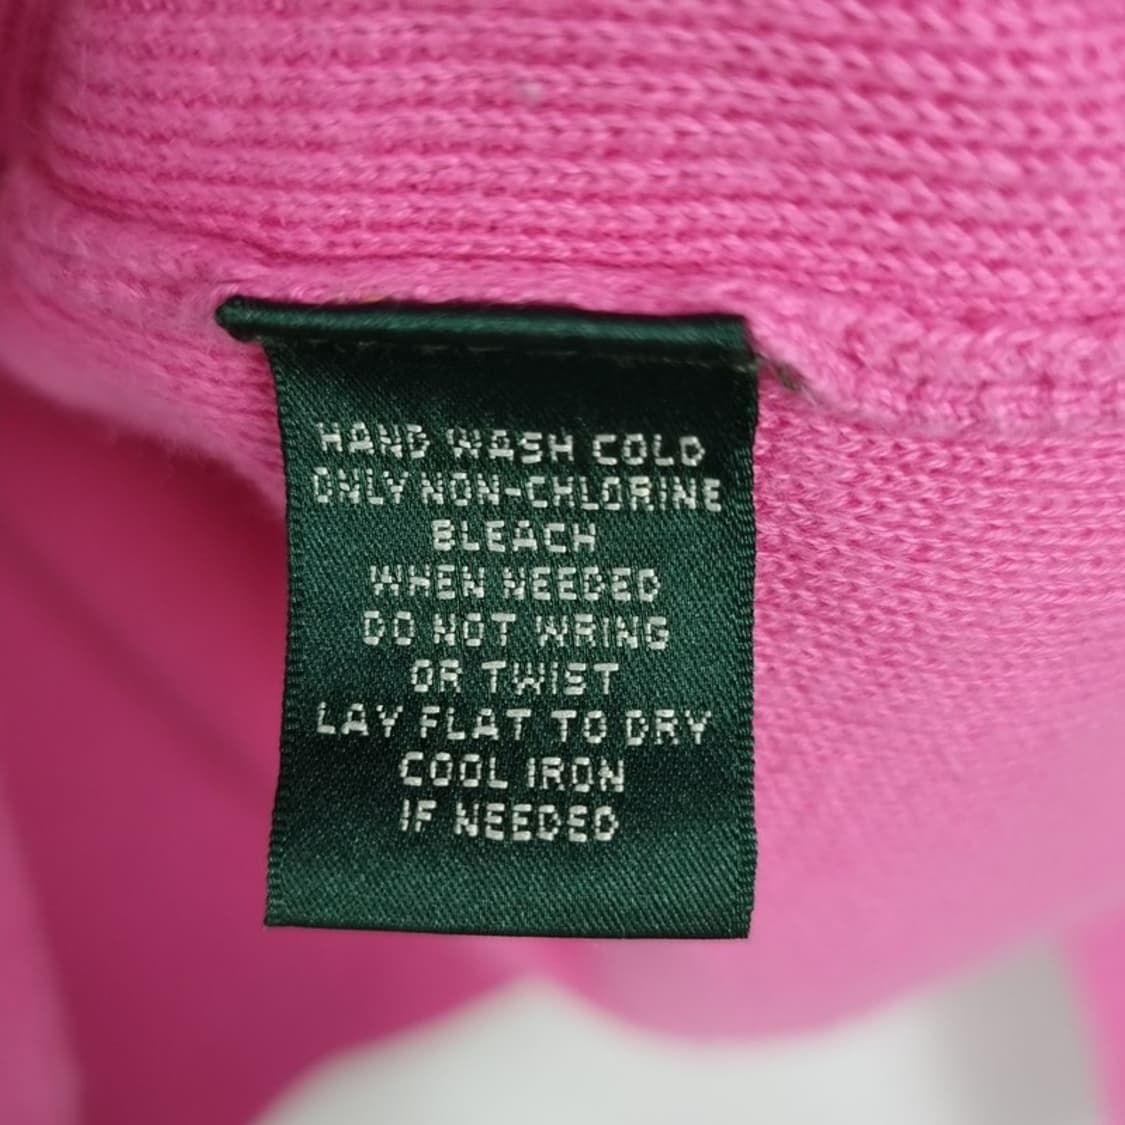 HAND WASH COLD
ONLY NON-CHLORINE
BLEACH
WHEN NEEDED
DO NOT WRING
OR TWIST
LAY FLAT TO DRY
COOL IRON
IF NEEDED